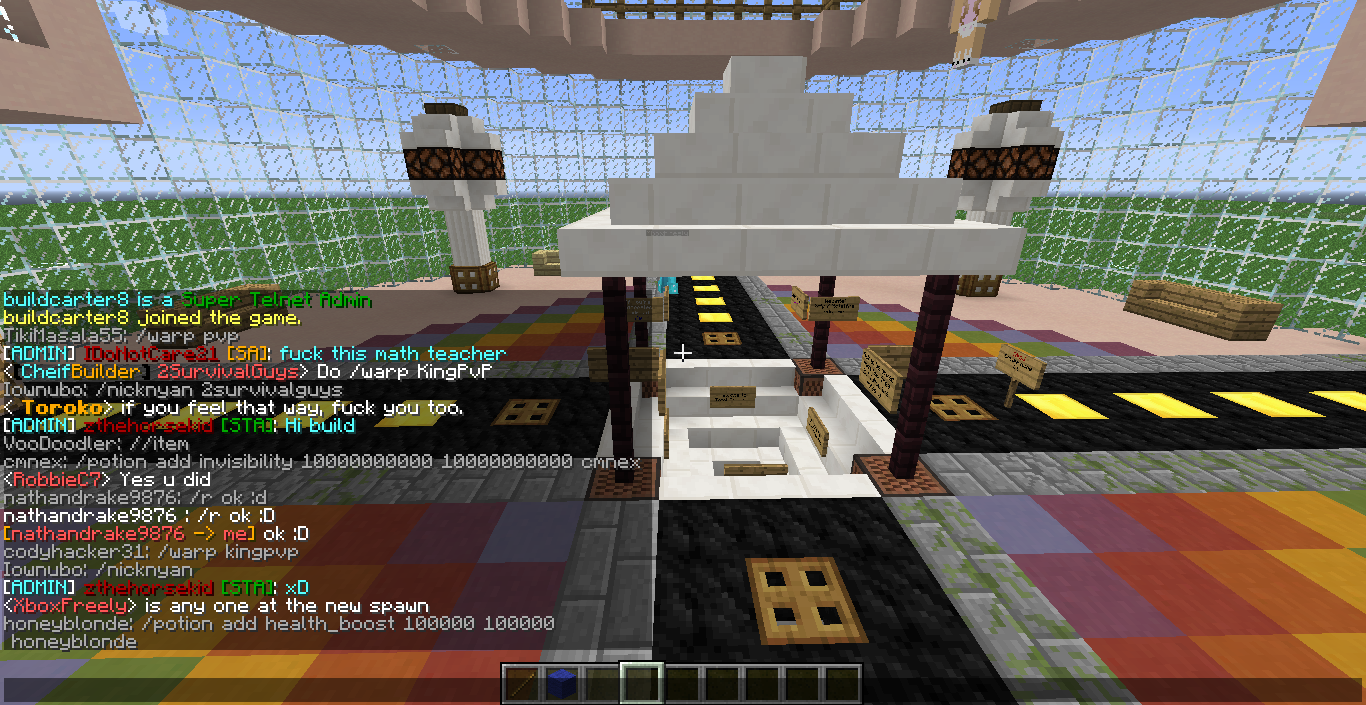 buildcarter8 is a Super Telnet Admin
buildcarter8 joined the game.
TikiMasala55: /warp pvp
[ADMIN] IDoNotCare21 [SA]: fuck this math teacher
< CheifBuilder 2SurvivalGuys> Do /warp KingPvP
Iownubo: /nicknyan 2survivalguys
< Toroko> if you feel that way, fuck you too.
[ADMIN] zthehorsekid [STA]: Hi build
VooDoodler: //item
cmnex: /potion add invisibility 10000000000 10000000000 cmnex
<RobbieC7> Yes u did
nathandrake9876: /r ok :d
nathandrake9876 : /r ok :D
[nathandrake9876 -> me] ok :D
codyhacker31: /warp kingpvp
Iownubo: /nicknyan
[ADMIN] zthehorsekid [STA]: xD
<XboxFreely> is any one at the new spawn
honeyblonde: /potion add health_boost 100000 100000
honeyblonde